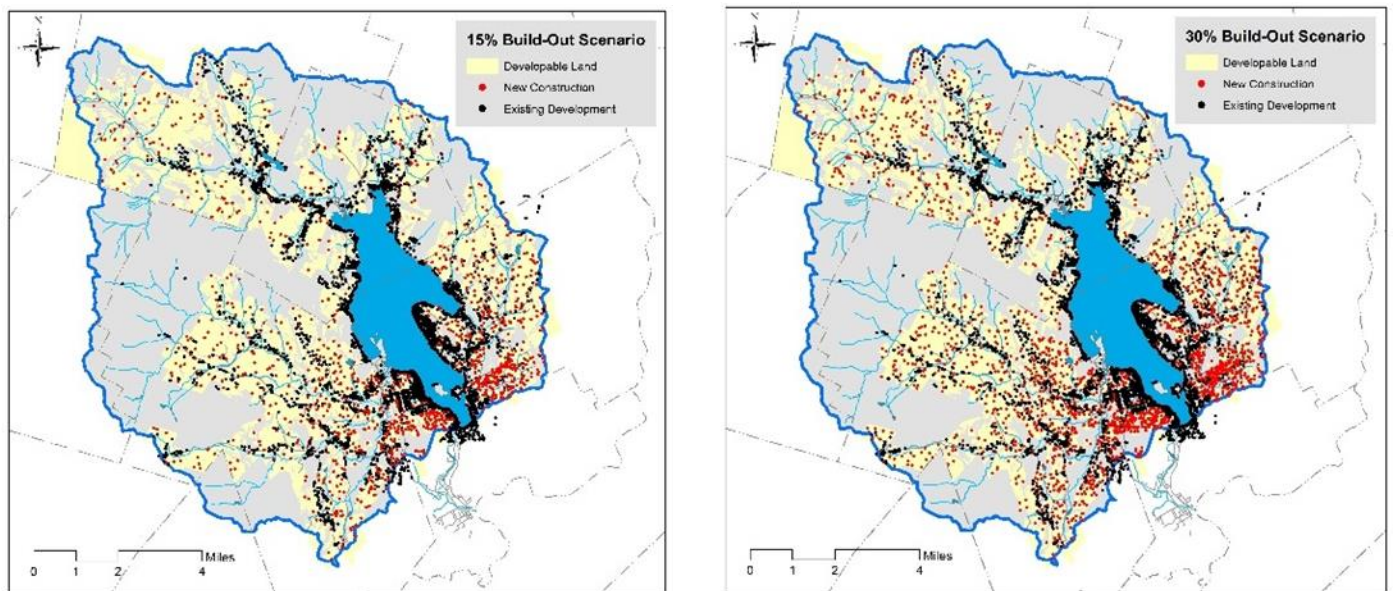 15% Build-Out Scenario
Developable Land
New Construction
Existing Development
Miles
0 1 2 4
30% Build-Out Scenario
Developable Land
New Construction
Existing Development
Miles
0 1 2 4